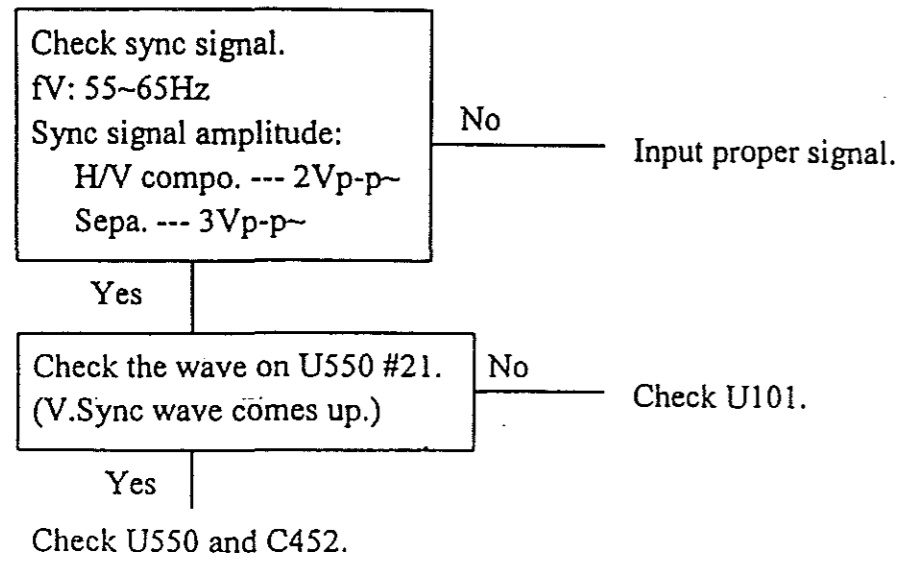 Check sync signal.
fV: 55~65Hz
Sync signal amplitude:
H/V compo. --- 2Vp-p~
Sepa. --- 3Vp-p~
No
Input proper signal.
Yes
Check the wave on U550 #21.
(V.Sync wave comes up.)
No
Check U101.
Yes
Check U550 and C452.